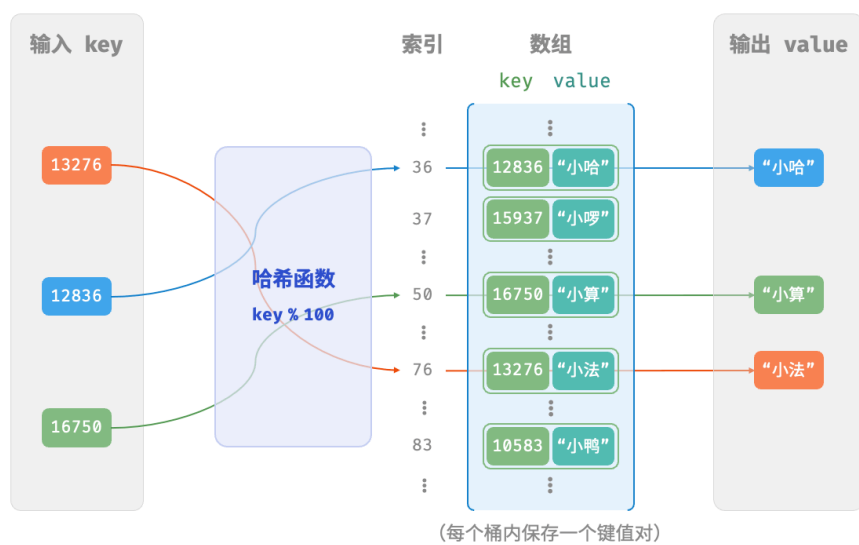 输入 key
索引
数组
输出 value
key value
13276
12836
16750
哈希函数
key % 100
36 12836 “小哈” “小哈”
37 15937 “小啰”
50 16750 “小算” “小算”
76 13276 “小法” “小法”
83 10583 “小鸭”
（每个桶内保存一个键值对）